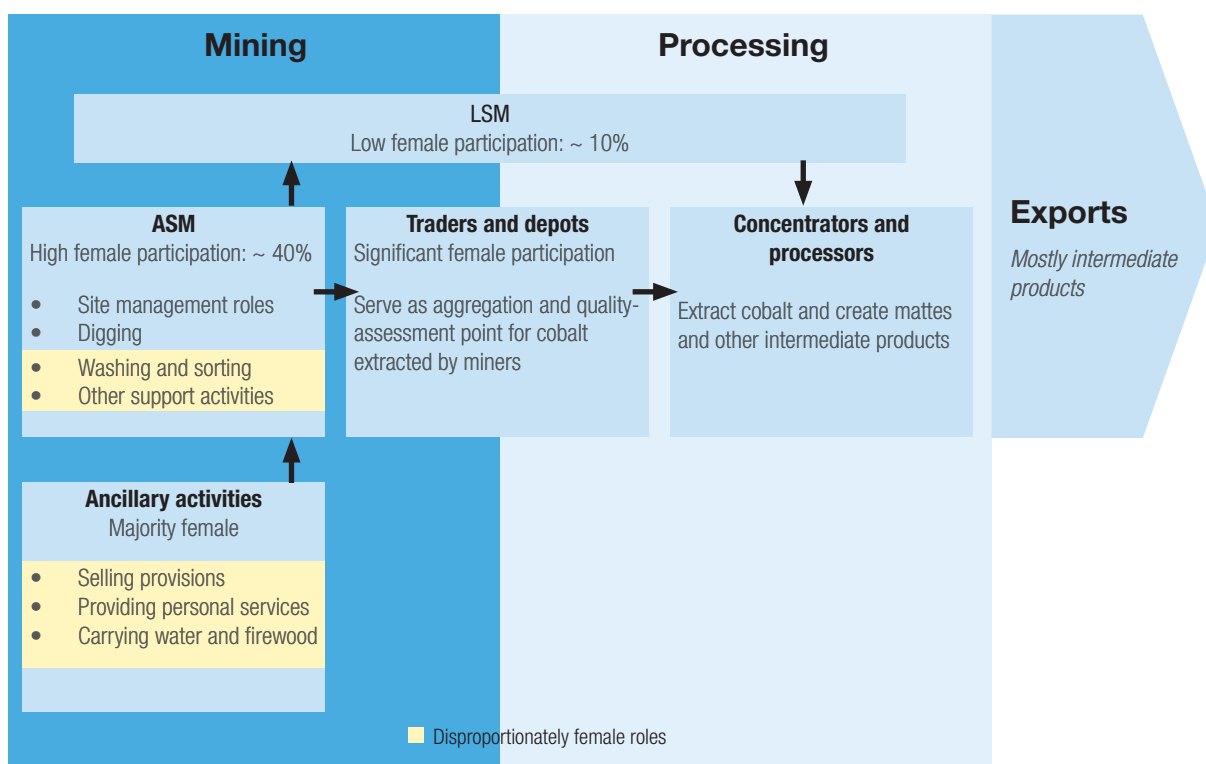 Mining
Processing
LSM
Low female participation: ~ 10%
ASM
High female participation: ~ 40%
• Site management roles
• Digging
• Washing and sorting
• Other support activities
Traders and depots
Significant female participation
Serve as aggregation and quality-
assessment point for cobalt
extracted by miners
Concentrators and
processors
Extract cobalt and create mattes
and other intermediate products
Exports
Mostly intermediate
products
Ancillary activities
Majority female
• Selling provisions
• Providing personal services
• Carrying water and firewood
Disproportionately female roles